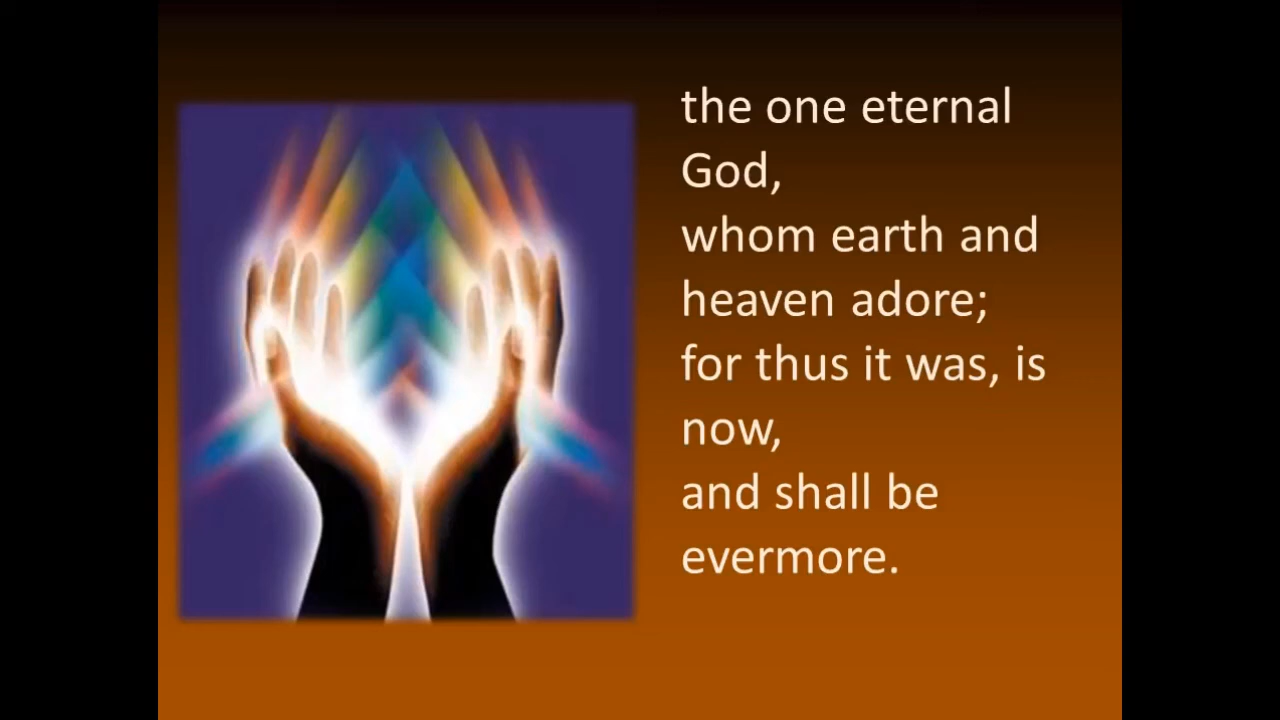 the one eternal
God,
whom earth and
heaven adore;
for thus it was, is
now,
and shall be
evermore.